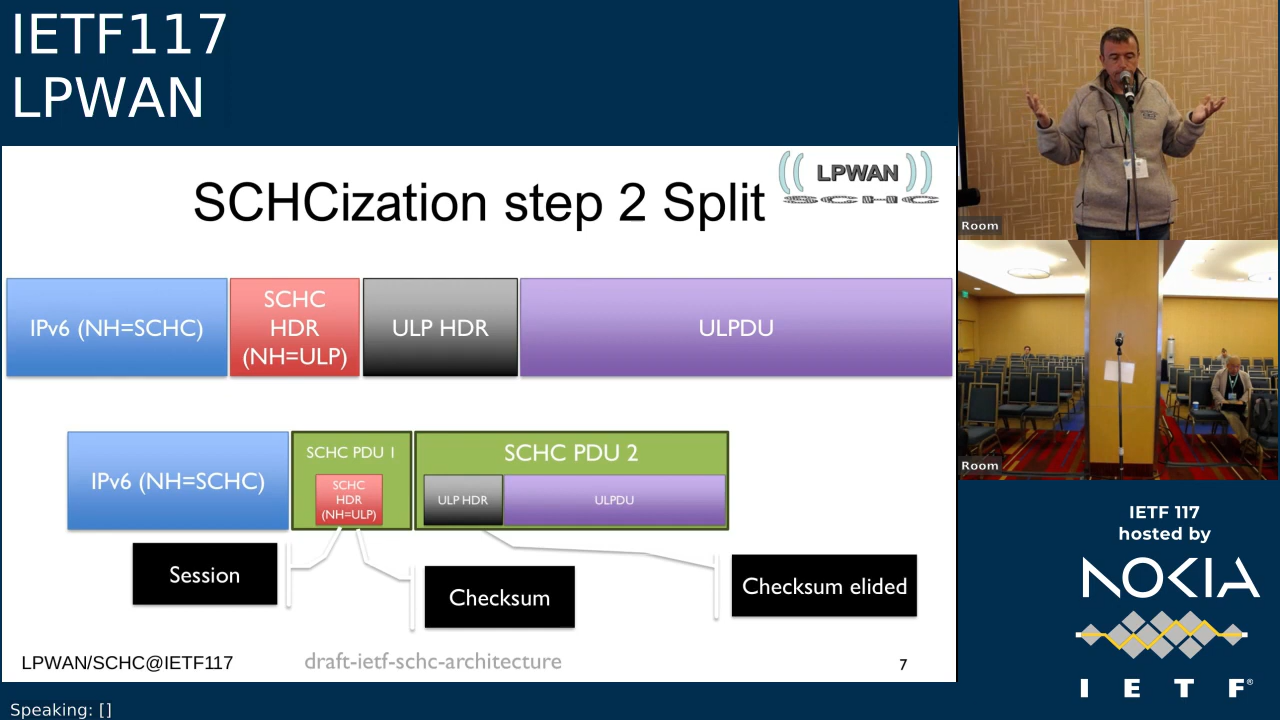 IETF117
LPWAN
SCHCization step 2 Split
LPWAN
SCHC
IPv6 (NH=SCHC)
SCHC
HDR
(NH=ULP)
ULP HDR
ULPDU
IPv6 (NH=SCHC)
SCHC PDU 1
SCHC
HDR
(NH=ULP)
SCHC PDU 2
ULP HDR
ULPDU
Session
Checksum
Checksum elided
LPWAN/SCHC@IETF117
draft-ietf-schc-architecture
7
Room
Room
IETF 117
hosted by
NOKIA
I E T F®
Speaking: []